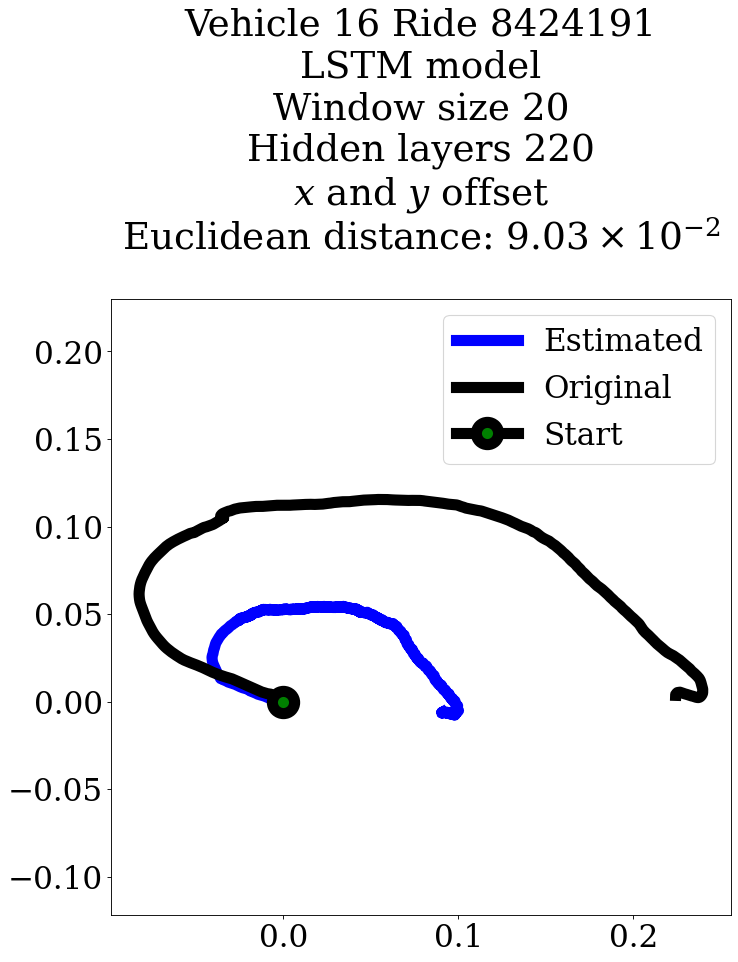 Vehicle 16 Ride 8424191
LSTM model
Window size 20
Hidden layers 220
x and y offset
Euclidean distance: 9.03 × 10⁻²
Estimated
Original
Start
0.20
0.15
0.10
0.05
0.00
−0.05
−0.10
0.0 0.1 0.2